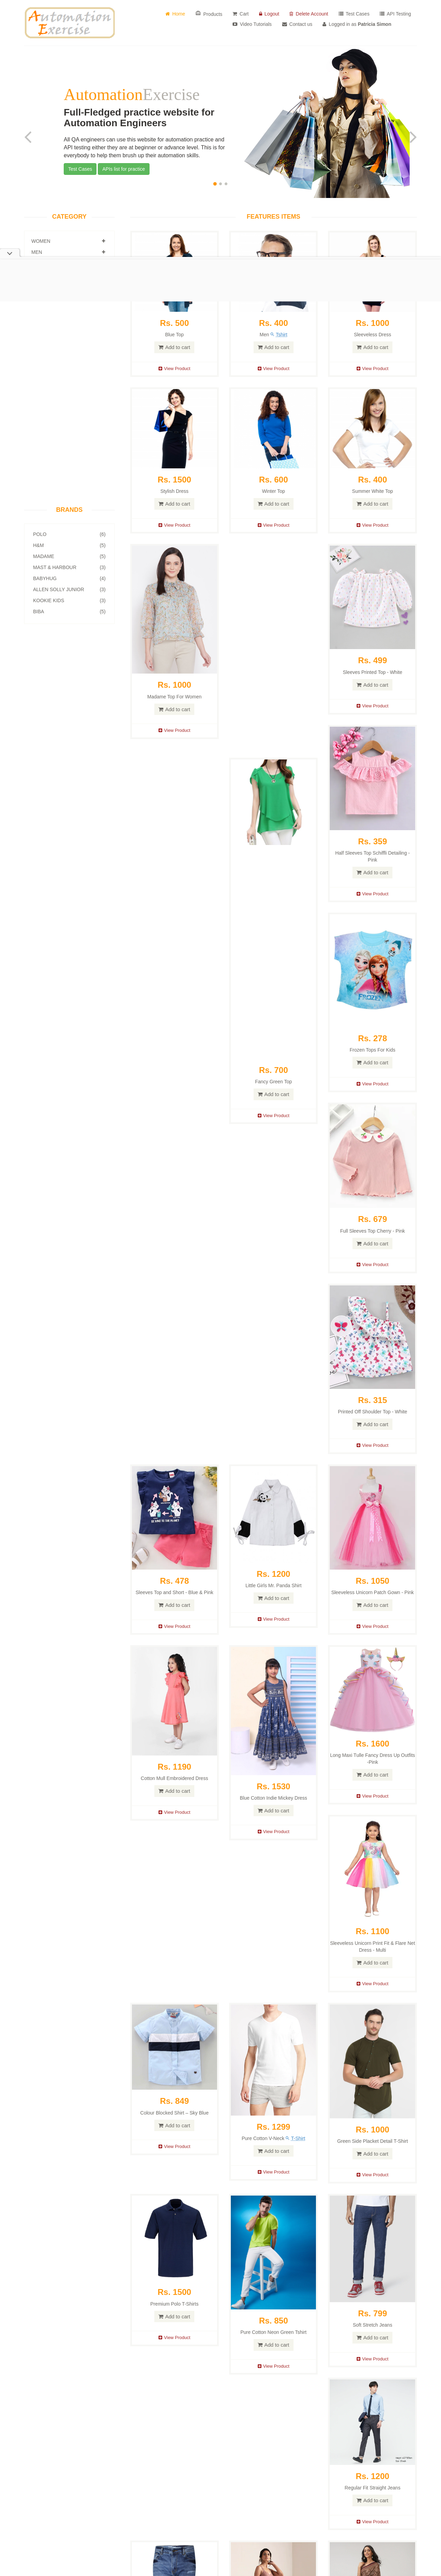 Automation
Exercise
Home
Products
Cart
Logout
Delete Account
Test Cases
API Testing
Video Tutorials
Contact us
Logged in as Patricia Simon
AutomationExercise
Full-Fledged practice website for
Automation Engineers
All QA engineers can use this website for automation practice and
API testing either they are at beginner or advance level. This is for
everybody to help them brush up their automation skills.
Test Cases
APIs list for practice
CATEGORY
WOMEN
MEN
FEATURES ITEMS
Rs. 500
Blue Top
Add to cart
View Product
Rs. 400
Men Tshirt
Add to cart
View Product
Rs. 1000
Sleeveless Dress
Add to cart
View Product
Rs. 1500
Stylish Dress
Add to cart
View Product
Rs. 600
Winter Top
Add to cart
View Product
Rs. 400
Summer White Top
Add to cart
View Product
BRANDS
POLO (6)
H&M (5)
MADAME (5)
MAST & HARBOUR (3)
BABYHUG (4)
ALLEN SOLLY JUNIOR (3)
KOOKIE KIDS (3)
BIBA (5)
Rs. 1000
Madame Top For Women
Add to cart
View Product
Rs. 499
Sleeves Printed Top - White
Add to cart
View Product
Rs. 359
Half Sleeves Top Schiffli Detailing -
Pink
Add to cart
View Product
Rs. 700
Fancy Green Top
Add to cart
View Product
FROZEN
Rs. 278
Frozen Tops For Kids
Add to cart
View Product
Rs. 679
Full Sleeves Top Cherry - Pink
Add to cart
View Product
Rs. 315
Printed Off Shoulder Top - White
Add to cart
View Product
Rs. 478
Sleeves Top and Short - Blue & Pink
Add to cart
View Product
Rs. 1200
Little Girls Mr. Panda Shirt
Add to cart
View Product
Rs. 1050
Sleeveless Unicorn Patch Gown - Pink
Add to cart
View Product
Rs. 1190
Cotton Mull Embroidered Dress
Add to cart
View Product
Rs. 1530
Blue Cotton Indie Mickey Dress
Add to cart
View Product
Rs. 1600
Long Maxi Tulle Fancy Dress Up Outfits
-Pink
Add to cart
View Product
Rs. 1100
Sleeveless Unicorn Print Fit & Flare Net
Dress - Multi
Add to cart
View Product
Rs. 849
Colour Blocked Shirt – Sky Blue
Add to cart
View Product
Rs. 1299
Pure Cotton V-Neck T-Shirt
Add to cart
View Product
Rs. 1000
Green Side Placket Detail T-Shirt
Add to cart
View Product
Rs. 1500
Premium Polo T-Shirts
Add to cart
View Product
Rs. 850
Pure Cotton Neon Green Tshirt
Add to cart
View Product
Rs. 799
Soft Stretch Jeans
Add to cart
View Product
Rs. 1200
Regular Fit Straight Jeans
Add to cart
View Product